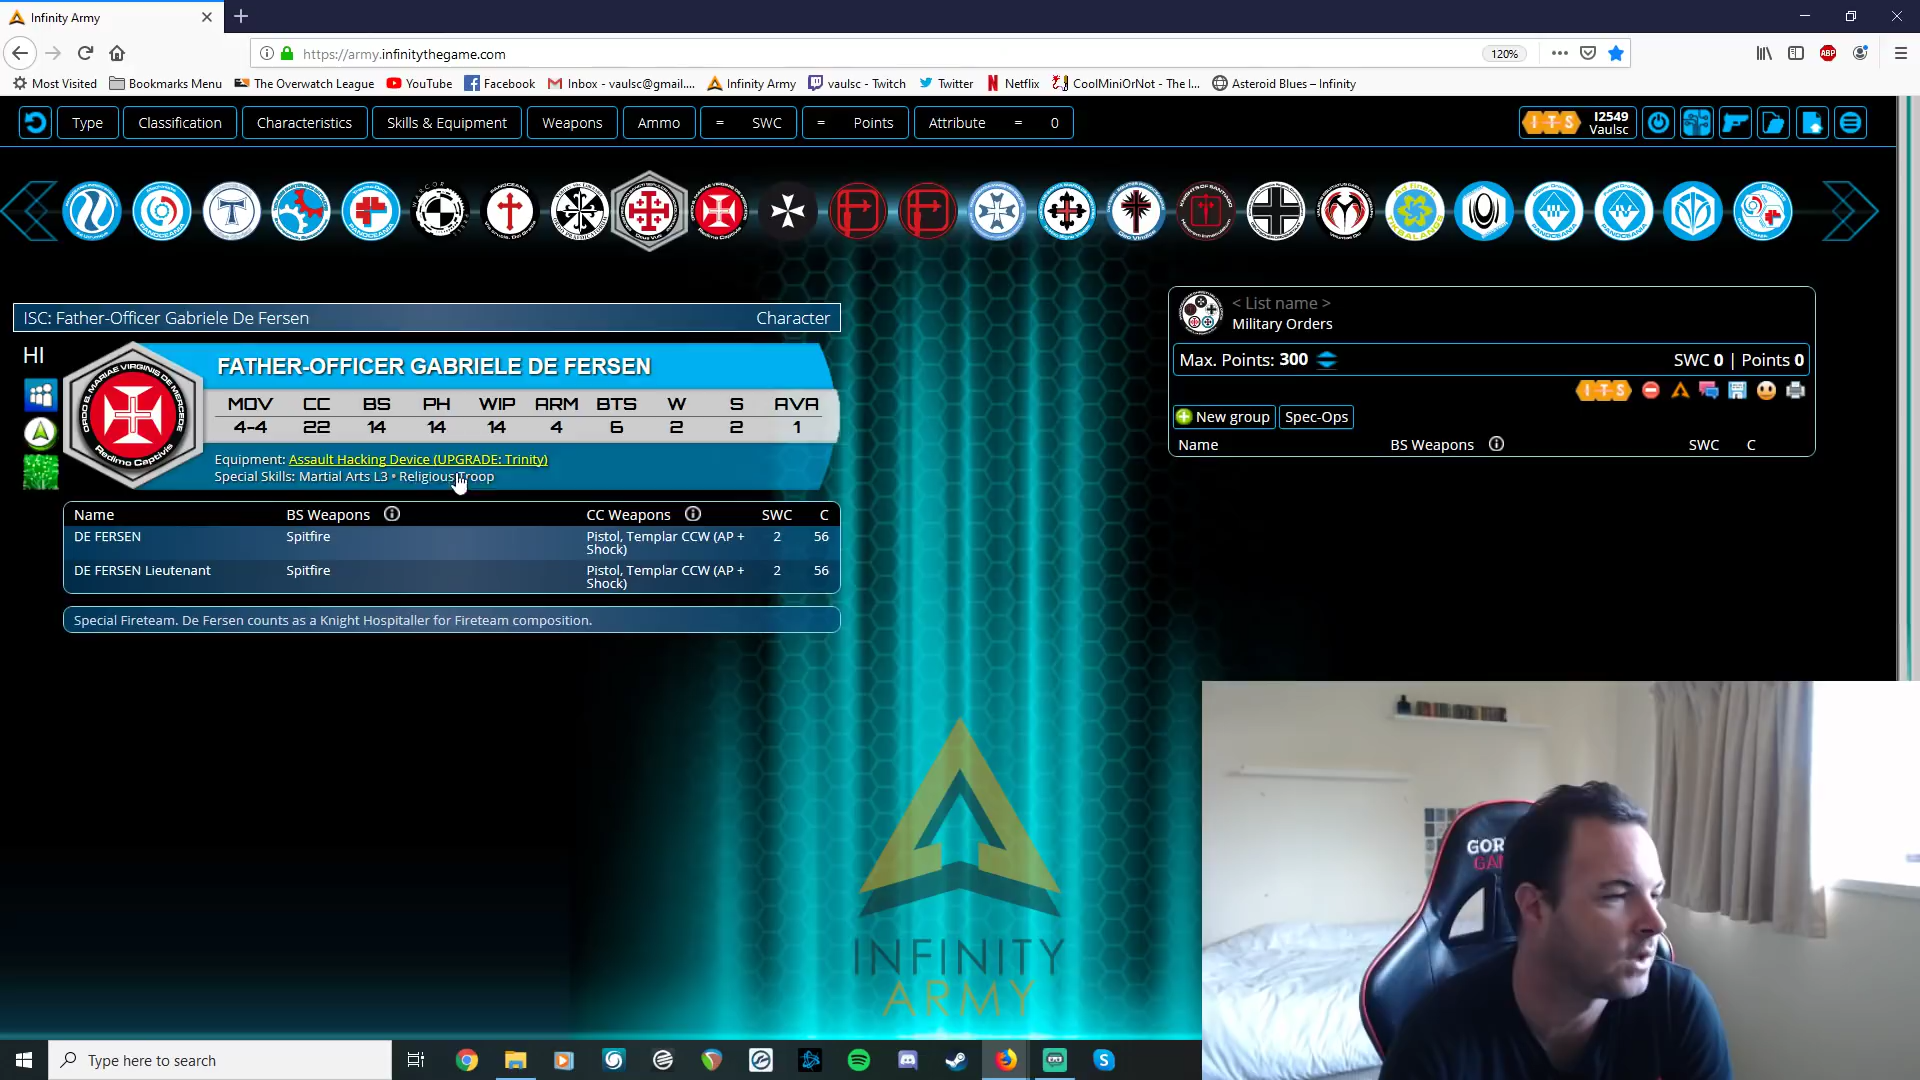 Infinity Army
https://army.infinitythegame.com
120%
Most Visited
Bookmarks Menu
The Overwatch League
YouTube
Facebook
Inbox - vaulsc@gmail....
Infinity Army
vaulsc - Twitch
Twitter
Netflix
CoolMiniOrNot - The I...
Asteroid Blues – Infinity
Type
Classification
Characteristics
Skills & Equipment
Weapons
Ammo
= SWC
= Points
Attribute = 0
ITS
I2549
Vaulsc
ISC: Father-Officer Gabriele De Fersen
Character
HI
FATHER-OFFICER GABRIELE DE FERSEN
MOV CC BS PH WIP ARM BTS W S AVA
4-4 22 14 14 14 4 6 2 2 1
Equipment: Assault Hacking Device (UPGRADE: Trinity)
Special Skills: Martial Arts L3 • Religious Troop
Name BS Weapons CC Weapons SWC C
DE FERSEN Spitfire Pistol, Templar CCW (AP + 2 56
Shock)
DE FERSEN Lieutenant Spitfire Pistol, Templar CCW (AP + 2 56
Shock)
Special Fireteam. De Fersen counts as a Knight Hospitaller for Fireteam composition.
< List name >
Military Orders
Max. Points: 300
SWC 0 | Points 0
ITS
New group
Spec-Ops
Name BS Weapons SWC C
INFINITY
ARMY
Type here to search